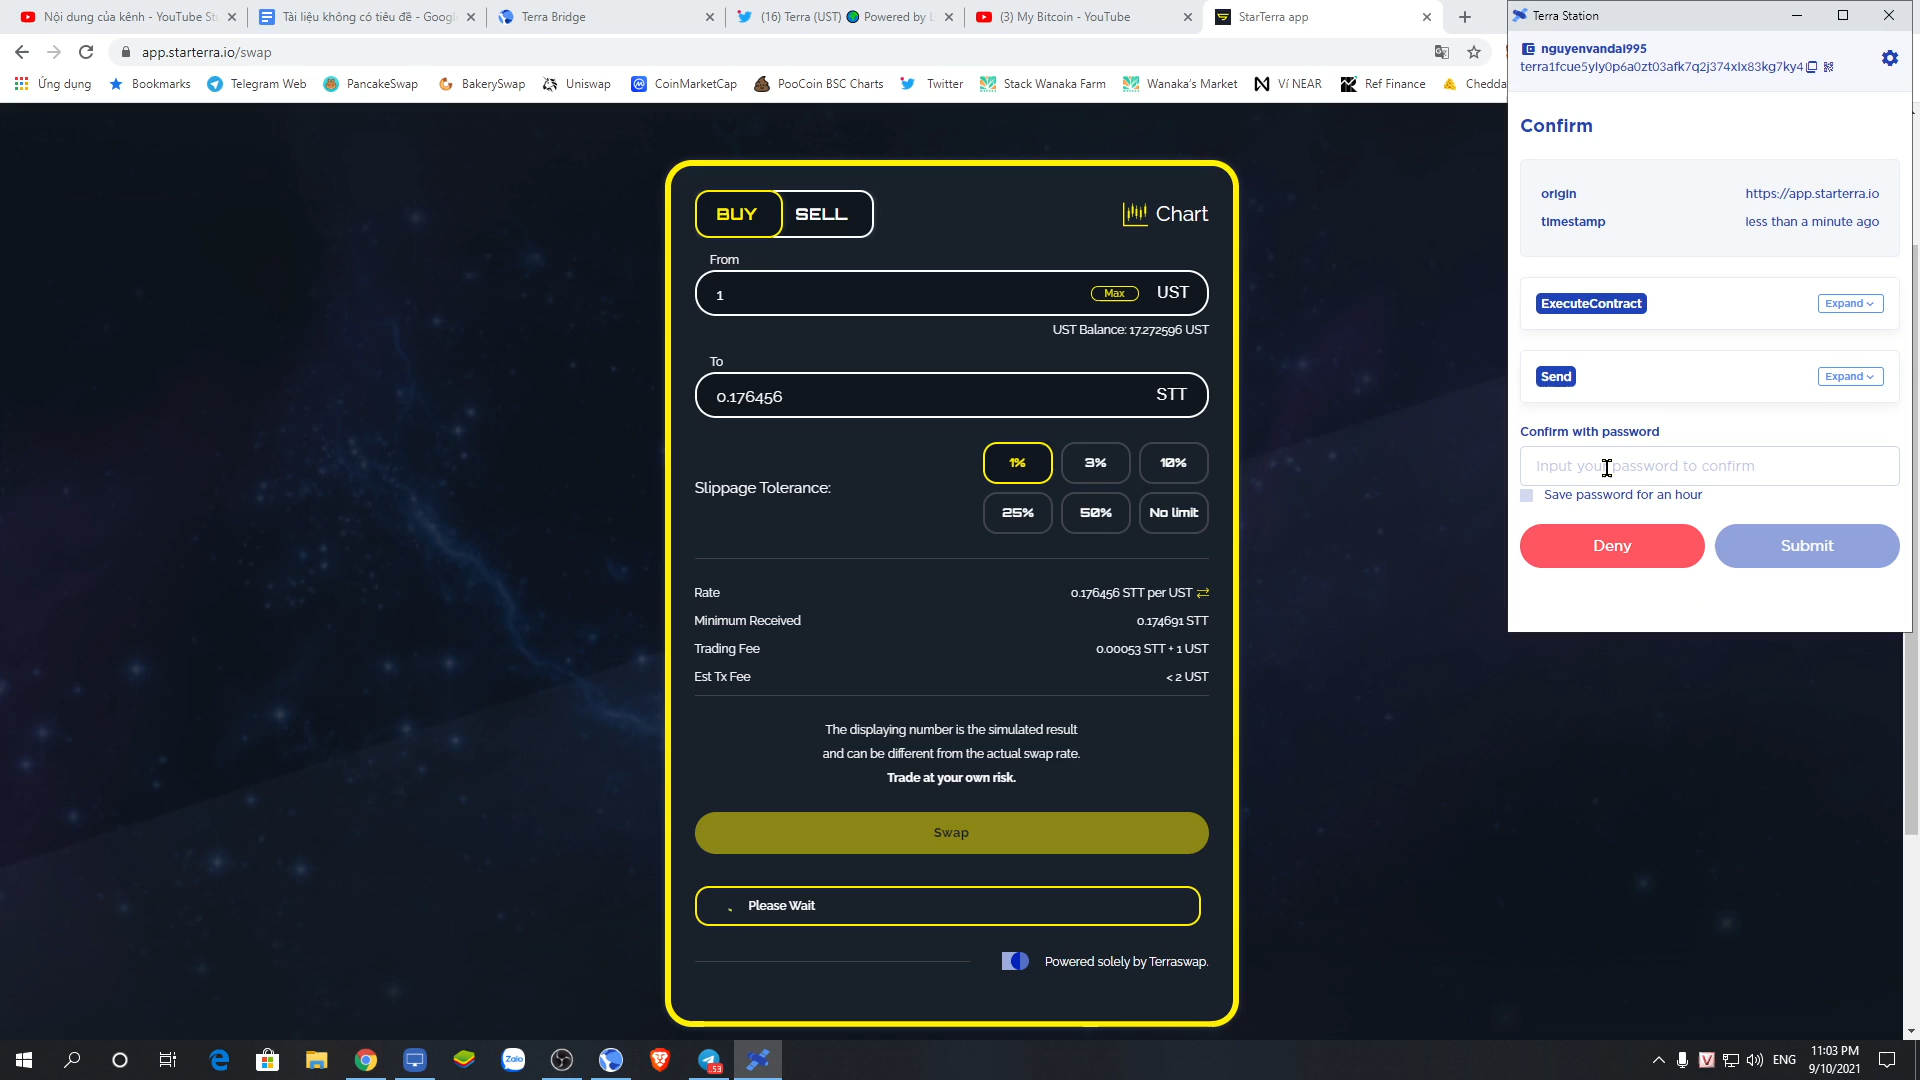 Nội dung của kênh - YouTube St
Tài liệu không có tiêu đề - Google
Terra Bridge
(16) Terra (UST) 🌍 Powered by L
(3) My Bitcoin - YouTube
StarTerra app
app.starterra.io/swap
Ứng dụng
Bookmarks
Telegram Web
PancakeSwap
BakerySwap
Uniswap
CoinMarketCap
PooCoin BSC Charts
Twitter
Stack Wanaka Farm
Wanaka's Market
Ví NEAR
Ref Finance
Chedda
BUY
SELL
Chart
From
1
Max
UST
UST Balance: 17.272596 UST
To
0.176456
STT
Slippage Tolerance:
1%
3%
10%
25%
50%
No limit
Rate
0.176456 STT per UST
Minimum Received
0.174691 STT
Trading Fee
0.00053 STT + 1 UST
Est Tx Fee
< 2 UST
The displaying number is the simulated result
and can be different from the actual swap rate.
Trade at your own risk.
Swap
Please Wait
Powered solely by Terraswap.
Terra Station
nguyenvandai995
terra1fcue5yly0p6a0zt03afk7q2j374xlx83kg7ky4
Confirm
origin
https://app.starterra.io
timestamp
less than a minute ago
ExecuteContract
Expand
Send
Expand
Confirm with password
Input your password to confirm
Save password for an hour
Deny
Submit
Zalo
53
V
ENG
11:03 PM
9/10/2021